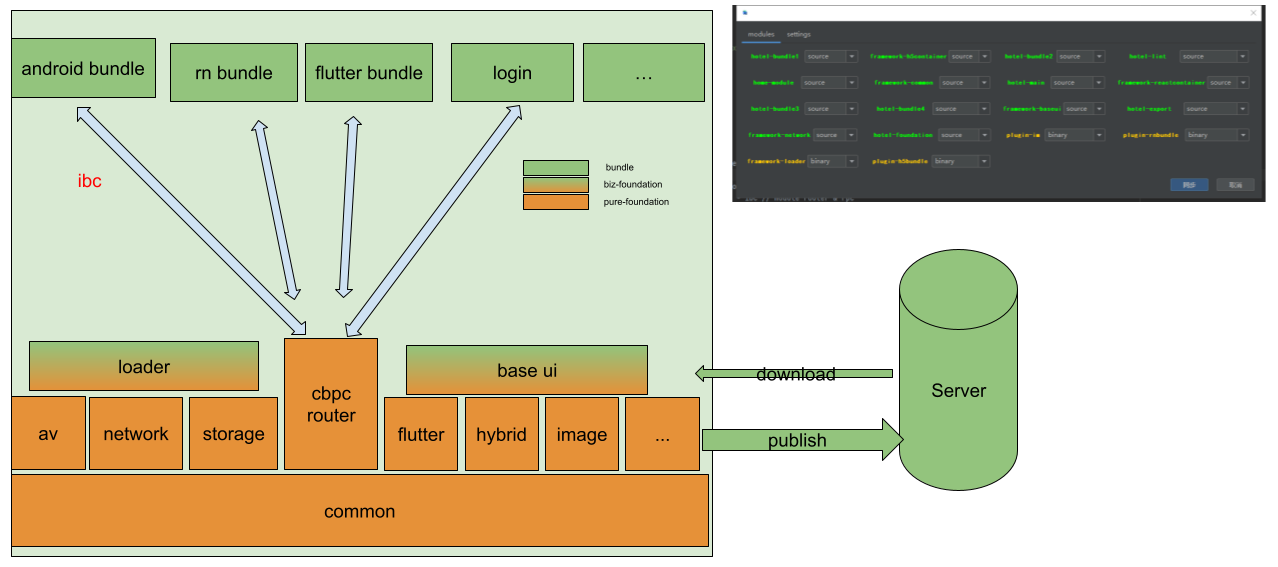 android bundle
rn bundle
flutter bundle
login
...
ibc
bundle
biz-foundation
pure-foundation
loader
cbpc
router
base ui
av
network
storage
flutter
hybrid
image
...
common
download
publish
Server
modules settings
hotel-bundle1 source framework-h5container source hotel-bundle2 source hotel-list source
home-module source framework-common source hotel-main source framework-reactcontainer source
hotel-bundle3 source hotel-bundle4 source framework-baseui source hotel-export source
framework-network source hotel-foundation source plugin-im binary plugin-rnbundle binary
framework-loader binary plugin-h5bundle binary
同步 取消